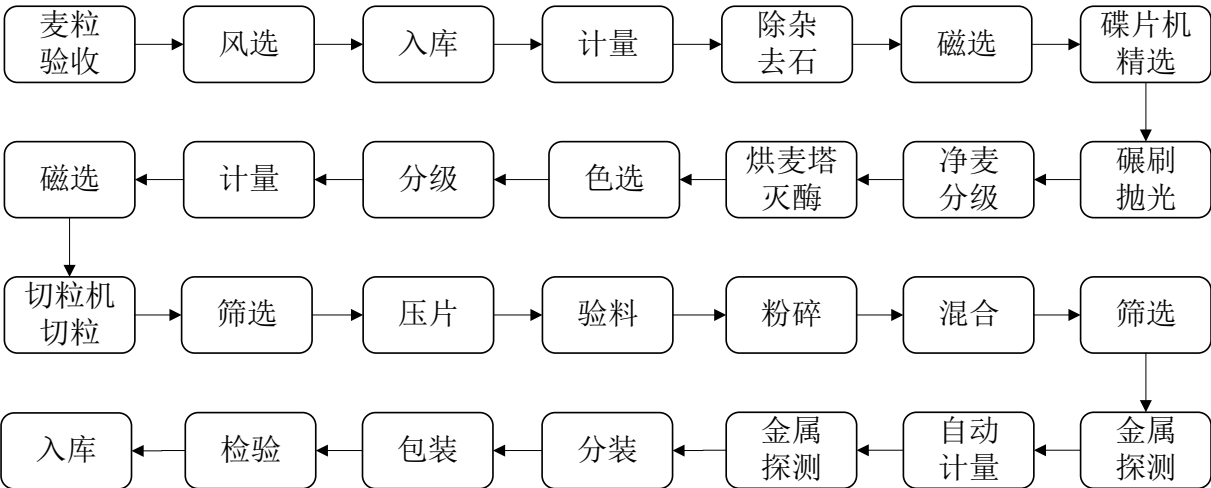 麦粒
验收
风选
入库
计量
除杂
去石
磁选
碟片机
精选
碾刷
抛光
净麦
分级
烘麦塔
灭酶
色选
分级
计量
磁选
切粒机
切粒
筛选
压片
验料
粉碎
混合
筛选
金属
探测
自动
计量
金属
探测
分装
包装
检验
入库